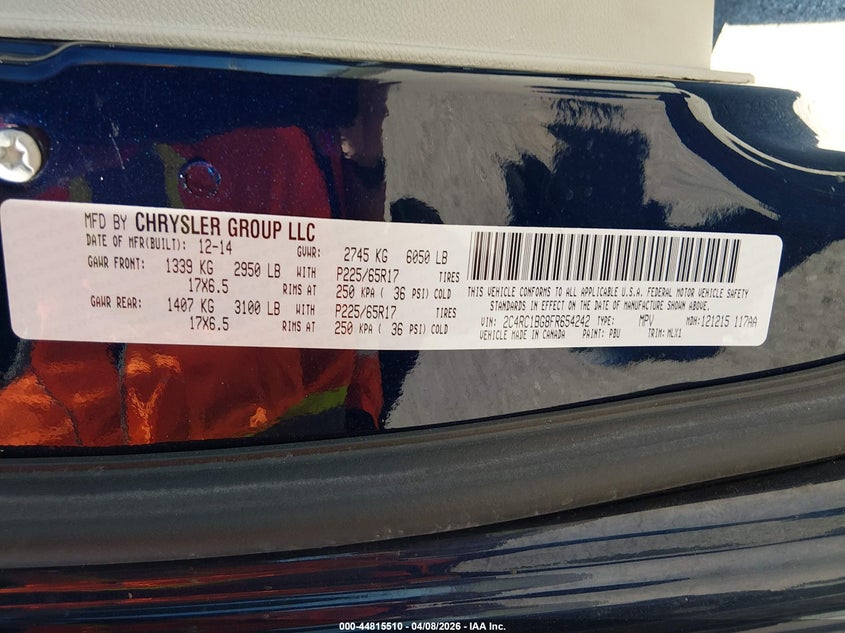 MFD BY CHRYSLER GROUP LLC
DATE OF MFR(BUILT): 12-14 GVWR: 2745 KG 6050 LB
GAWR FRONT: 1339 KG 2950 LB WITH P225/65R17 TIRES
17X6.5 RIMS AT 250 KPA ( 36 PSI) COLD
GAWR REAR: 1407 KG 3100 LB WITH P225/65R17 TIRES
17X6.5 RIMS AT 250 KPA ( 36 PSI) COLD
THIS VEHICLE CONFORMS TO ALL APPLICABLE U.S.A. FEDERAL MOTOR VEHICLE SAFETY
STANDARDS IN EFFECT ON THE DATE OF MANUFACTURE SHOWN ABOVE
VIN: 2C4RC1BG8FR654242 TYPE: MPV MDH:121215 117AA
VEHICLE MADE IN CANADA PAINT: PBU TRIM: MLX1
000-44815510 - 04/08/2026 - IAA Inc.